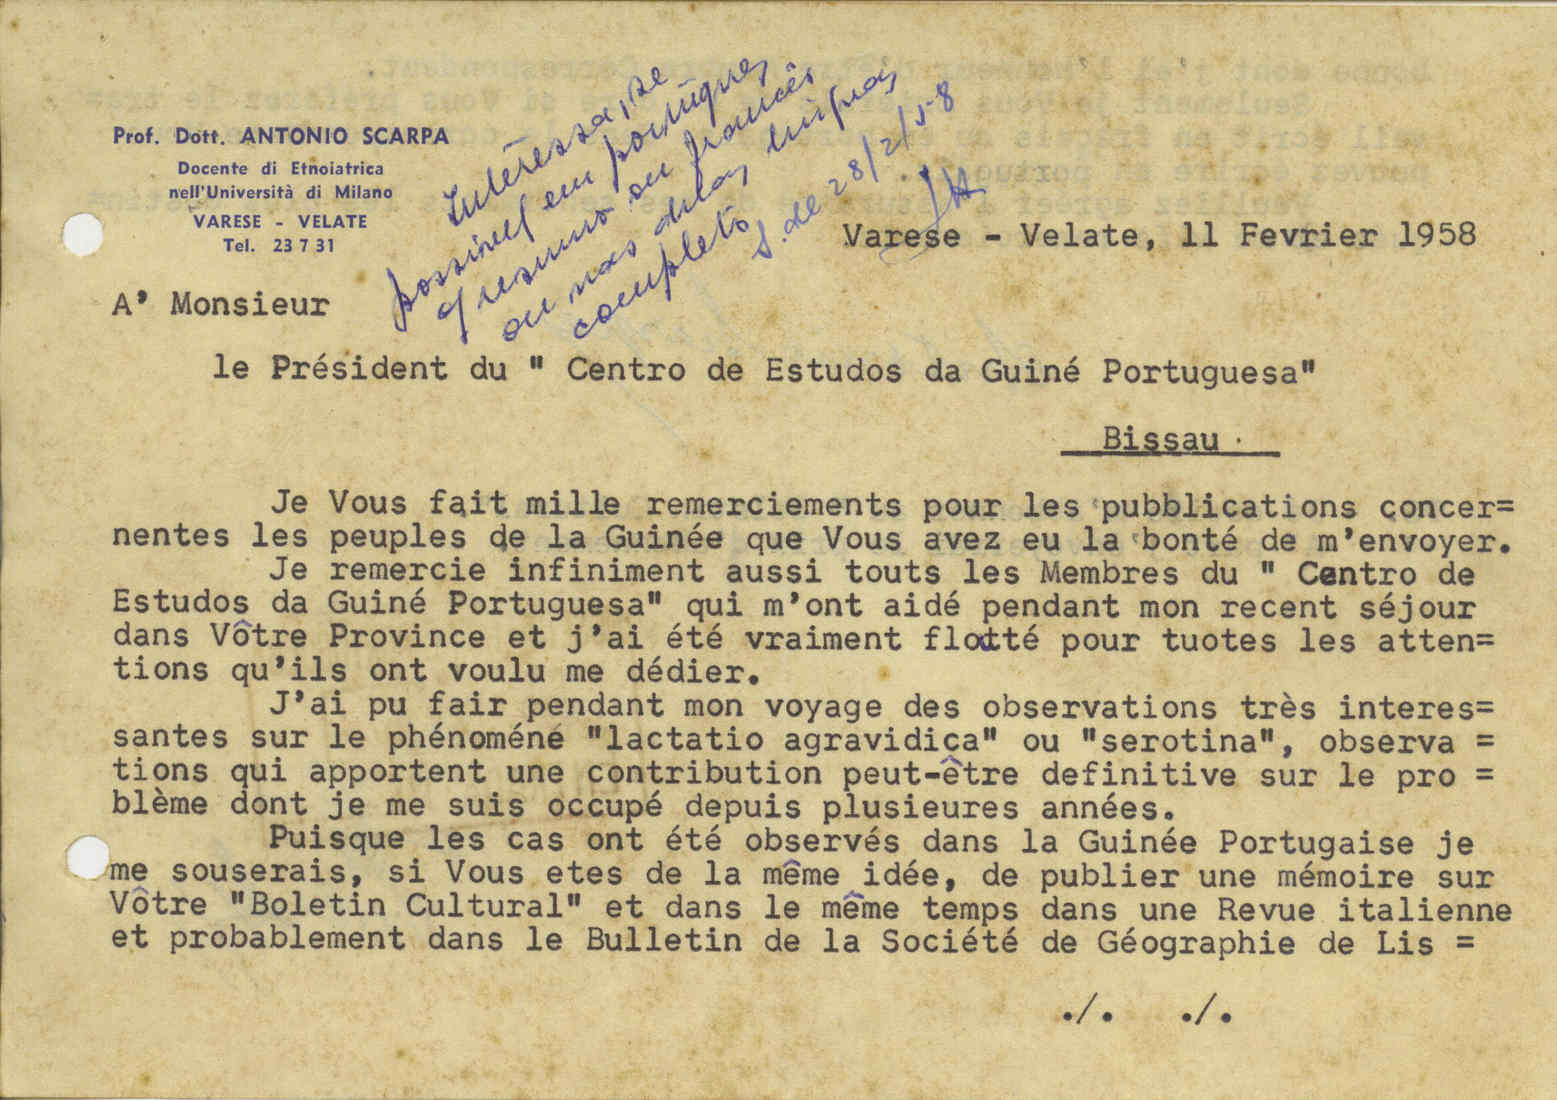 Prof. Dott. ANTONIO SCARPA
Docente di Etnoiatrica
nell'Università di Milano
VARESE - VELATE
Tel. 23 7 31
Interessa, se
possivel em português,
o resumo em francês
ou nas duas linguas,
completo
S. de 28/2/58
Varese - Velate, 11 Fevrier 1958
A' Monsieur
le Président du " Centro de Estudos da Guiné Portuguesa"
Bissau.
Je Vous fait mille remerciements pour les pubblications concer=
nentes les peuples de la Guinée que Vous avez eu la bonté de m'envoyer.
Je remercie infiniment aussi touts les Membres du " Centro de
Estudos da Guiné Portuguesa" qui m'ont aidé pendant mon recent séjour
dans Vôtre Province et j'ai été vraiment flatté pour tuotes les atten=
tions qu'ils ont voulu me dédier.
J'ai pu fair pendant mon voyage des observations très interes=
santes sur le phénoméné "lactatio agravidica" ou "serotina", observa =
tions qui apportent une contribution peut-être definitive sur le pro =
blème dont je me suis occupé depuis plusieures années.
Puisque les cas ont été observés dans la Guinée Portugaise je
me souserais, si Vous etes de la même idée, de publier une mémoire sur
Vôtre "Boletin Cultural" et dans le même temps dans une Revue italienne
et probablement dans le Bulletin de la Société de Géographie de Lis =
./. ./.